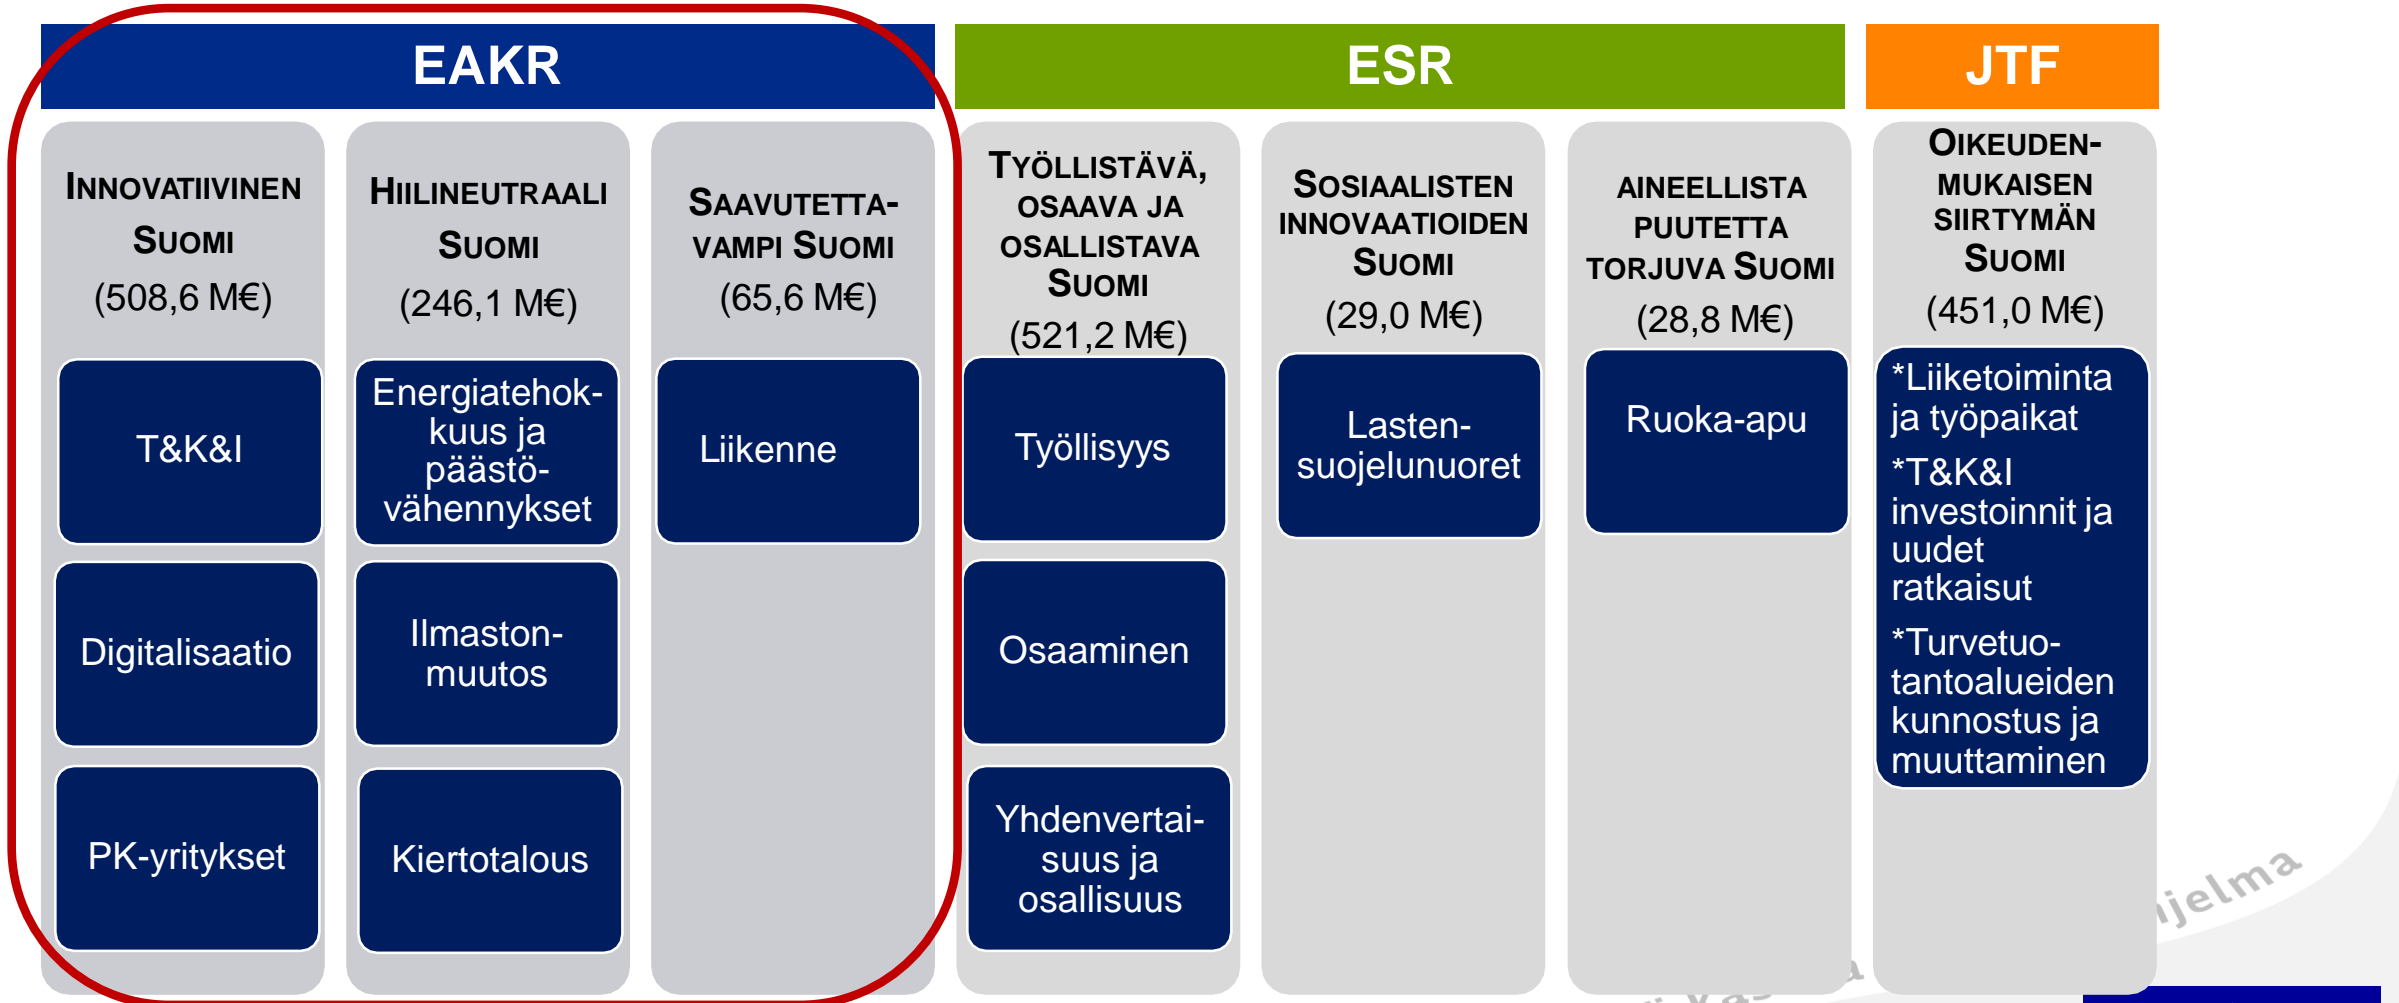 EAKR
ESR
JTF
INNOVATIIVINEN
SUOMI
(508,6 M€)
T&K&I
Digitalisaatio
PK-yritykset
HIILINEUTRAALI
SUOMI
(246,1 M€)
Energiatehok-
kuus ja
päästö-
vähennykset
Ilmaston-
muutos
Kiertotalous
SAAVUTETTA-
VAMPI SUOMI
(65,6 M€)
Liikenne
TYÖLLISTÄVÄ,
OSAAVA JA
OSALLISTAVA
SUOMI
(521,2 M€)
Työllisyys
Osaaminen
Yhdenvertai-
suus ja
osallisuus
SOSIAALISTEN
INNOVAATIOIDEN
SUOMI
(29,0 M€)
Lasten-
suojelunuoret
AINEELLISTA
PUUTETTA
TORJUVA SUOMI
(28,8 M€)
Ruoka-apu
OIKEUDEN-
MUKAISEN
SIIRTYMÄN
SUOMI
(451,0 M€)
*Liiketoiminta
ja työpaikat
*T&K&I
investoinnit ja
uudet
ratkaisut
*Turvetuo-
tantoalueiden
kunnostus ja
muuttaminen